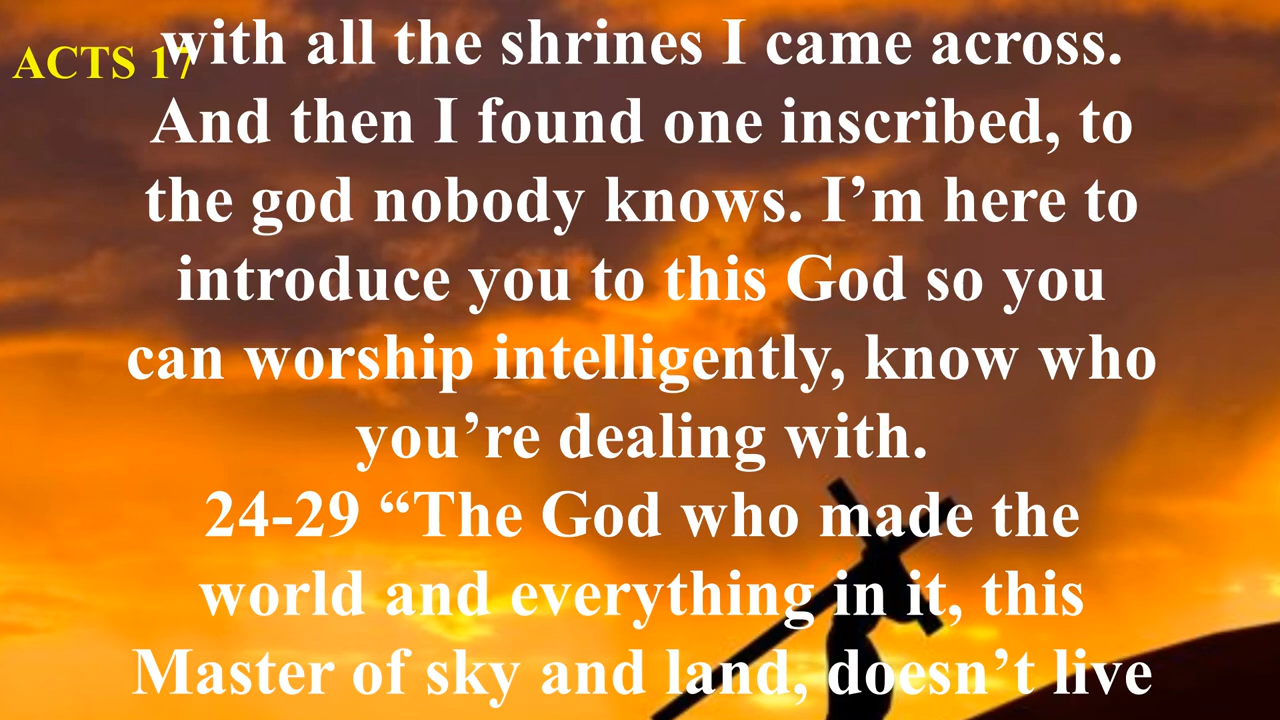 ACTS 17
with all the shrines I came across.
And then I found one inscribed, to
the god nobody knows. I’m here to
introduce you to this God so you
can worship intelligently, know who
you’re dealing with.
24-29 “The God who made the
world and everything in it, this
Master of sky and land, doesn’t live